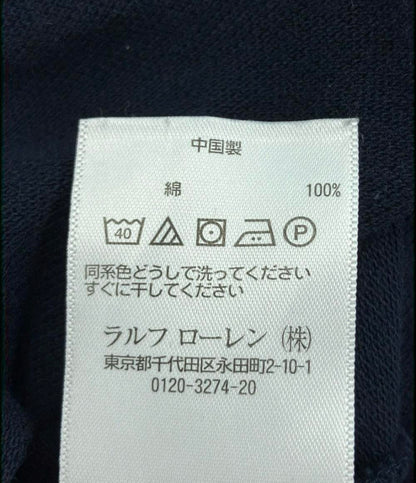 中国製
綿 100%
40 P
同系色どうしで洗ってください
すぐに干してください
ラルフ ローレン (株)
東京都千代田区永田町2-10-1
0120-3274-20